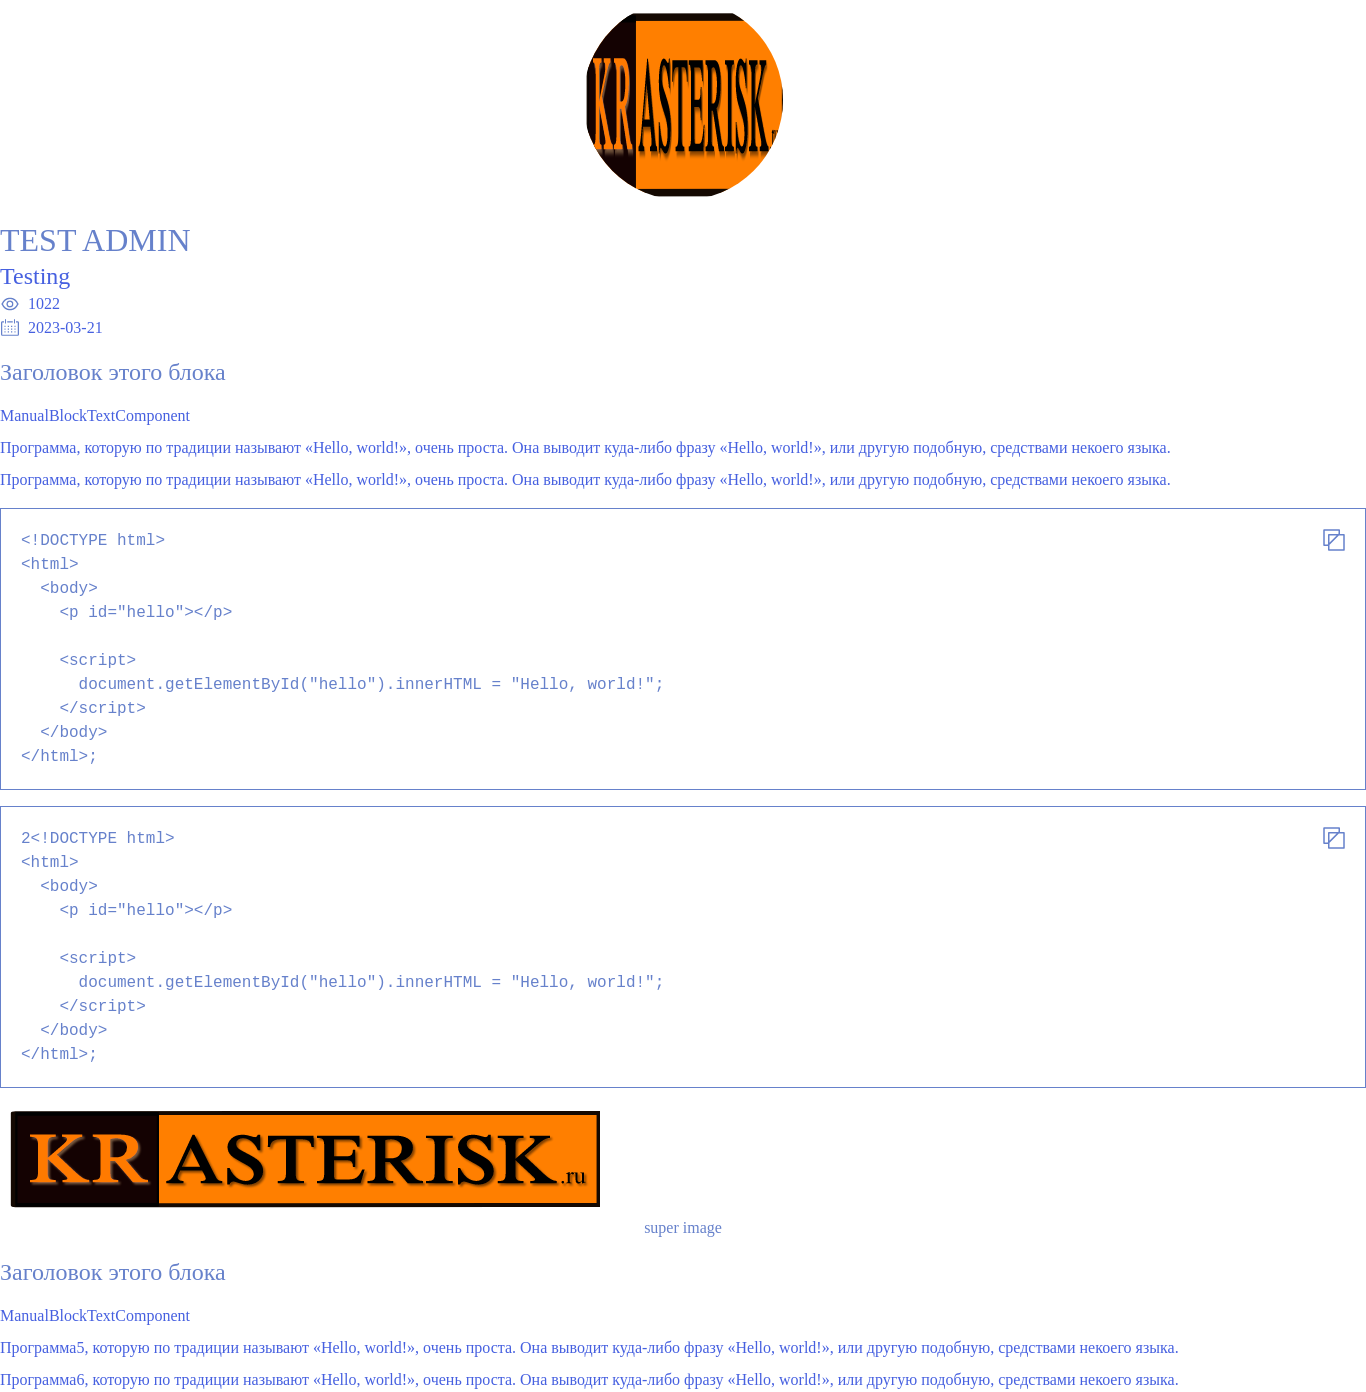 KRASTERISK.
TEST ADMIN
Testing
1022
2023-03-21
Заголовок этого блока
ManualBlockTextComponent
Программа, которую по традиции называют «Hello, world!», очень проста. Она выводит куда-либо фразу «Hello, world!», или другую подобную, средствами некоего языка.
Программа, которую по традиции называют «Hello, world!», очень проста. Она выводит куда-либо фразу «Hello, world!», или другую подобную, средствами некоего языка.
<!DOCTYPE html>
<html>
  <body>
    <p id="hello"></p>

    <script>
      document.getElementById("hello").innerHTML = "Hello, world!";
    </script>
  </body>
</html>;
2<!DOCTYPE html>
<html>
  <body>
    <p id="hello"></p>

    <script>
      document.getElementById("hello").innerHTML = "Hello, world!";
    </script>
  </body>
</html>;
KRASTERISK.ru
super image
Заголовок этого блока
ManualBlockTextComponent
Программа5, которую по традиции называют «Hello, world!», очень проста. Она выводит куда-либо фразу «Hello, world!», или другую подобную, средствами некоего языка.
Программа6, которую по традиции называют «Hello, world!», очень проста. Она выводит куда-либо фразу «Hello, world!», или другую подобную, средствами некоего языка.